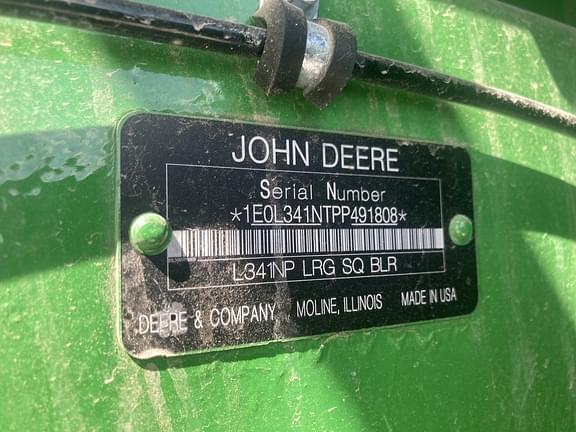 JOHN DEERE
Serial Number
*1E0L341NTPP491808*
L341NP LRG SQ BLR
DEERE & COMPANY MOLINE, ILLINOIS MADE IN USA